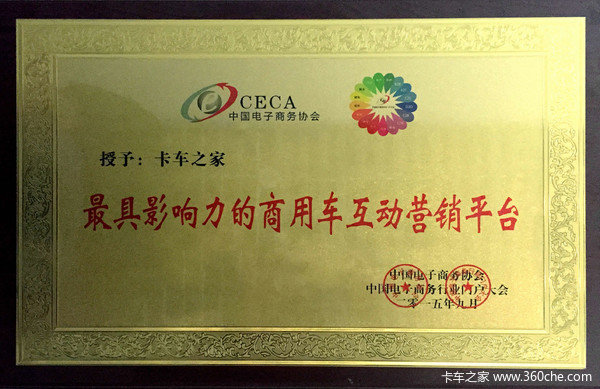 CECA
中国电子商务协会
授予：卡车之家
最具影响力的商用车互动营销平台
中国电子商务协会
中国电子商务行业门户大会
二零一五年九月
卡车之家 www.360che.com